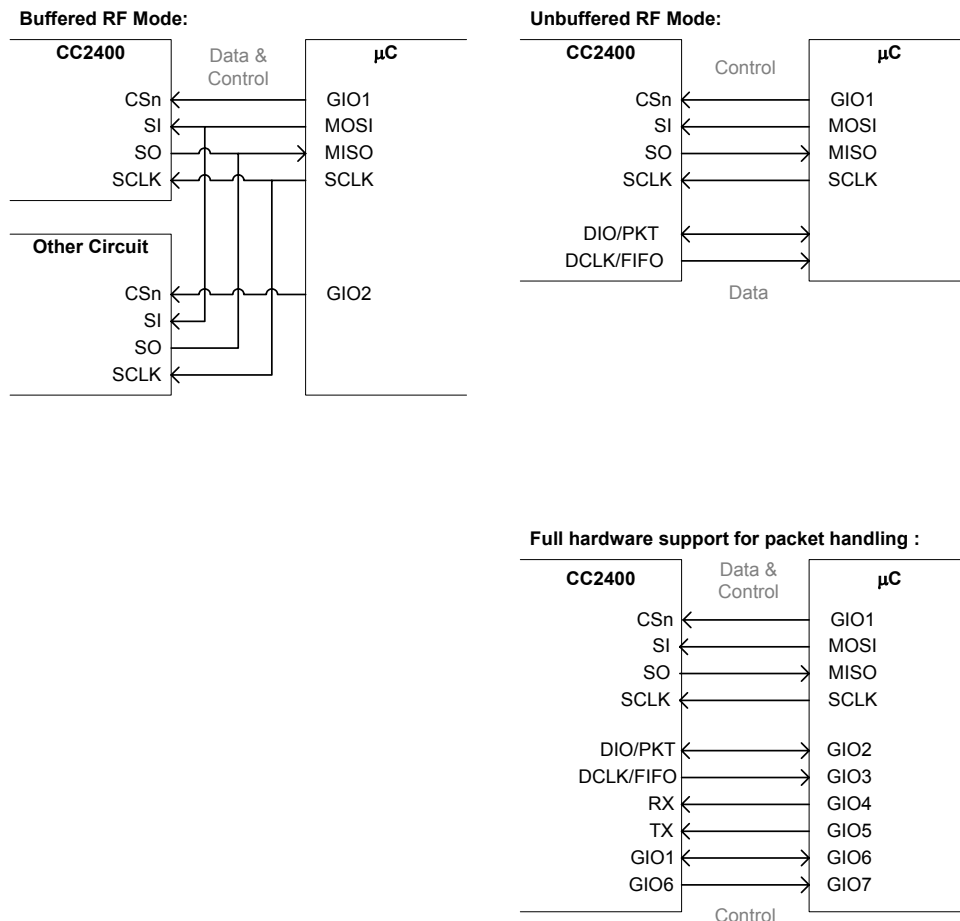 Buffered RF Mode:
CC2400
Data &
Control
µC
CSn
GIO1
SI
MOSI
SO
MISO
SCLK
SCLK
Other Circuit
CSn
GIO2
SI
SO
SCLK
Unbuffered RF Mode:
CC2400
Control
µC
CSn
GIO1
SI
MOSI
SO
MISO
SCLK
SCLK
DIO/PKT
DCLK/FIFO
Data
Full hardware support for packet handling :
CC2400
Data &
Control
µC
CSn
GIO1
SI
MOSI
SO
MISO
SCLK
SCLK
DIO/PKT
GIO2
DCLK/FIFO
GIO3
RX
GIO4
TX
GIO5
GIO1
GIO6
GIO6
GIO7
Control